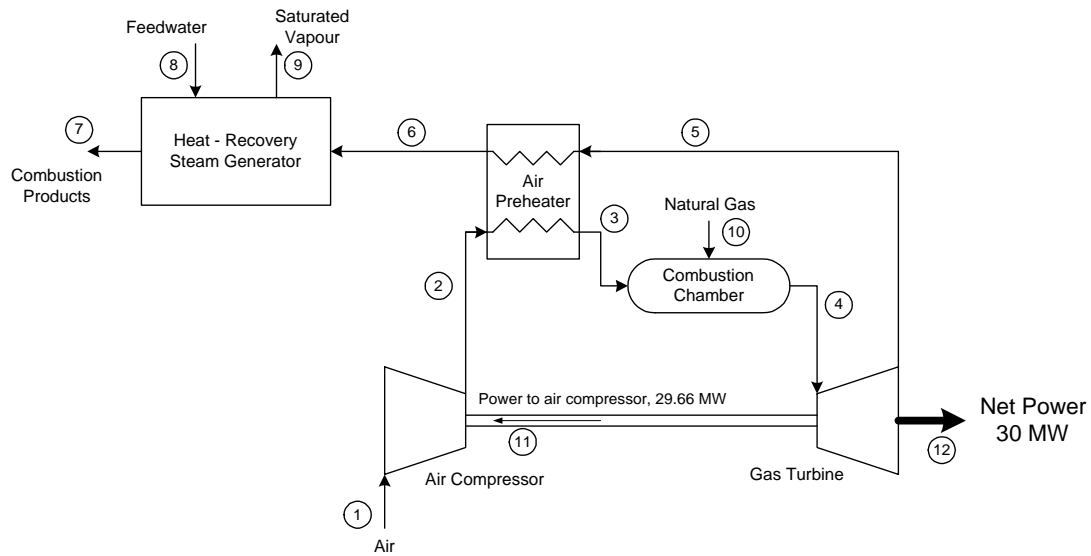 Feedwater
Saturated
Vapour
8
9
7
Heat - Recovery
Steam Generator
6
5
Combustion
Products
Air
Preheater
3
Natural Gas
10
2
Combustion
Chamber
4
Power to air compressor, 29.66 MW
11
Net Power
30 MW
12
Air Compressor
Gas Turbine
1
Air